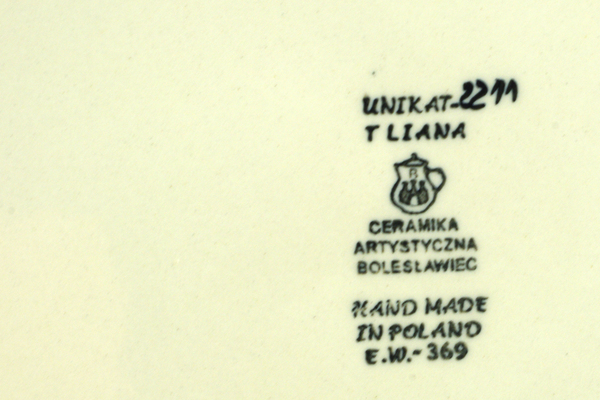 UNIKAT-2211
T LIANA
B
CERAMIKA
ARTYSTYCZNA
BOLESŁAWIEC
HAND MADE
IN POLAND
E.W.-369